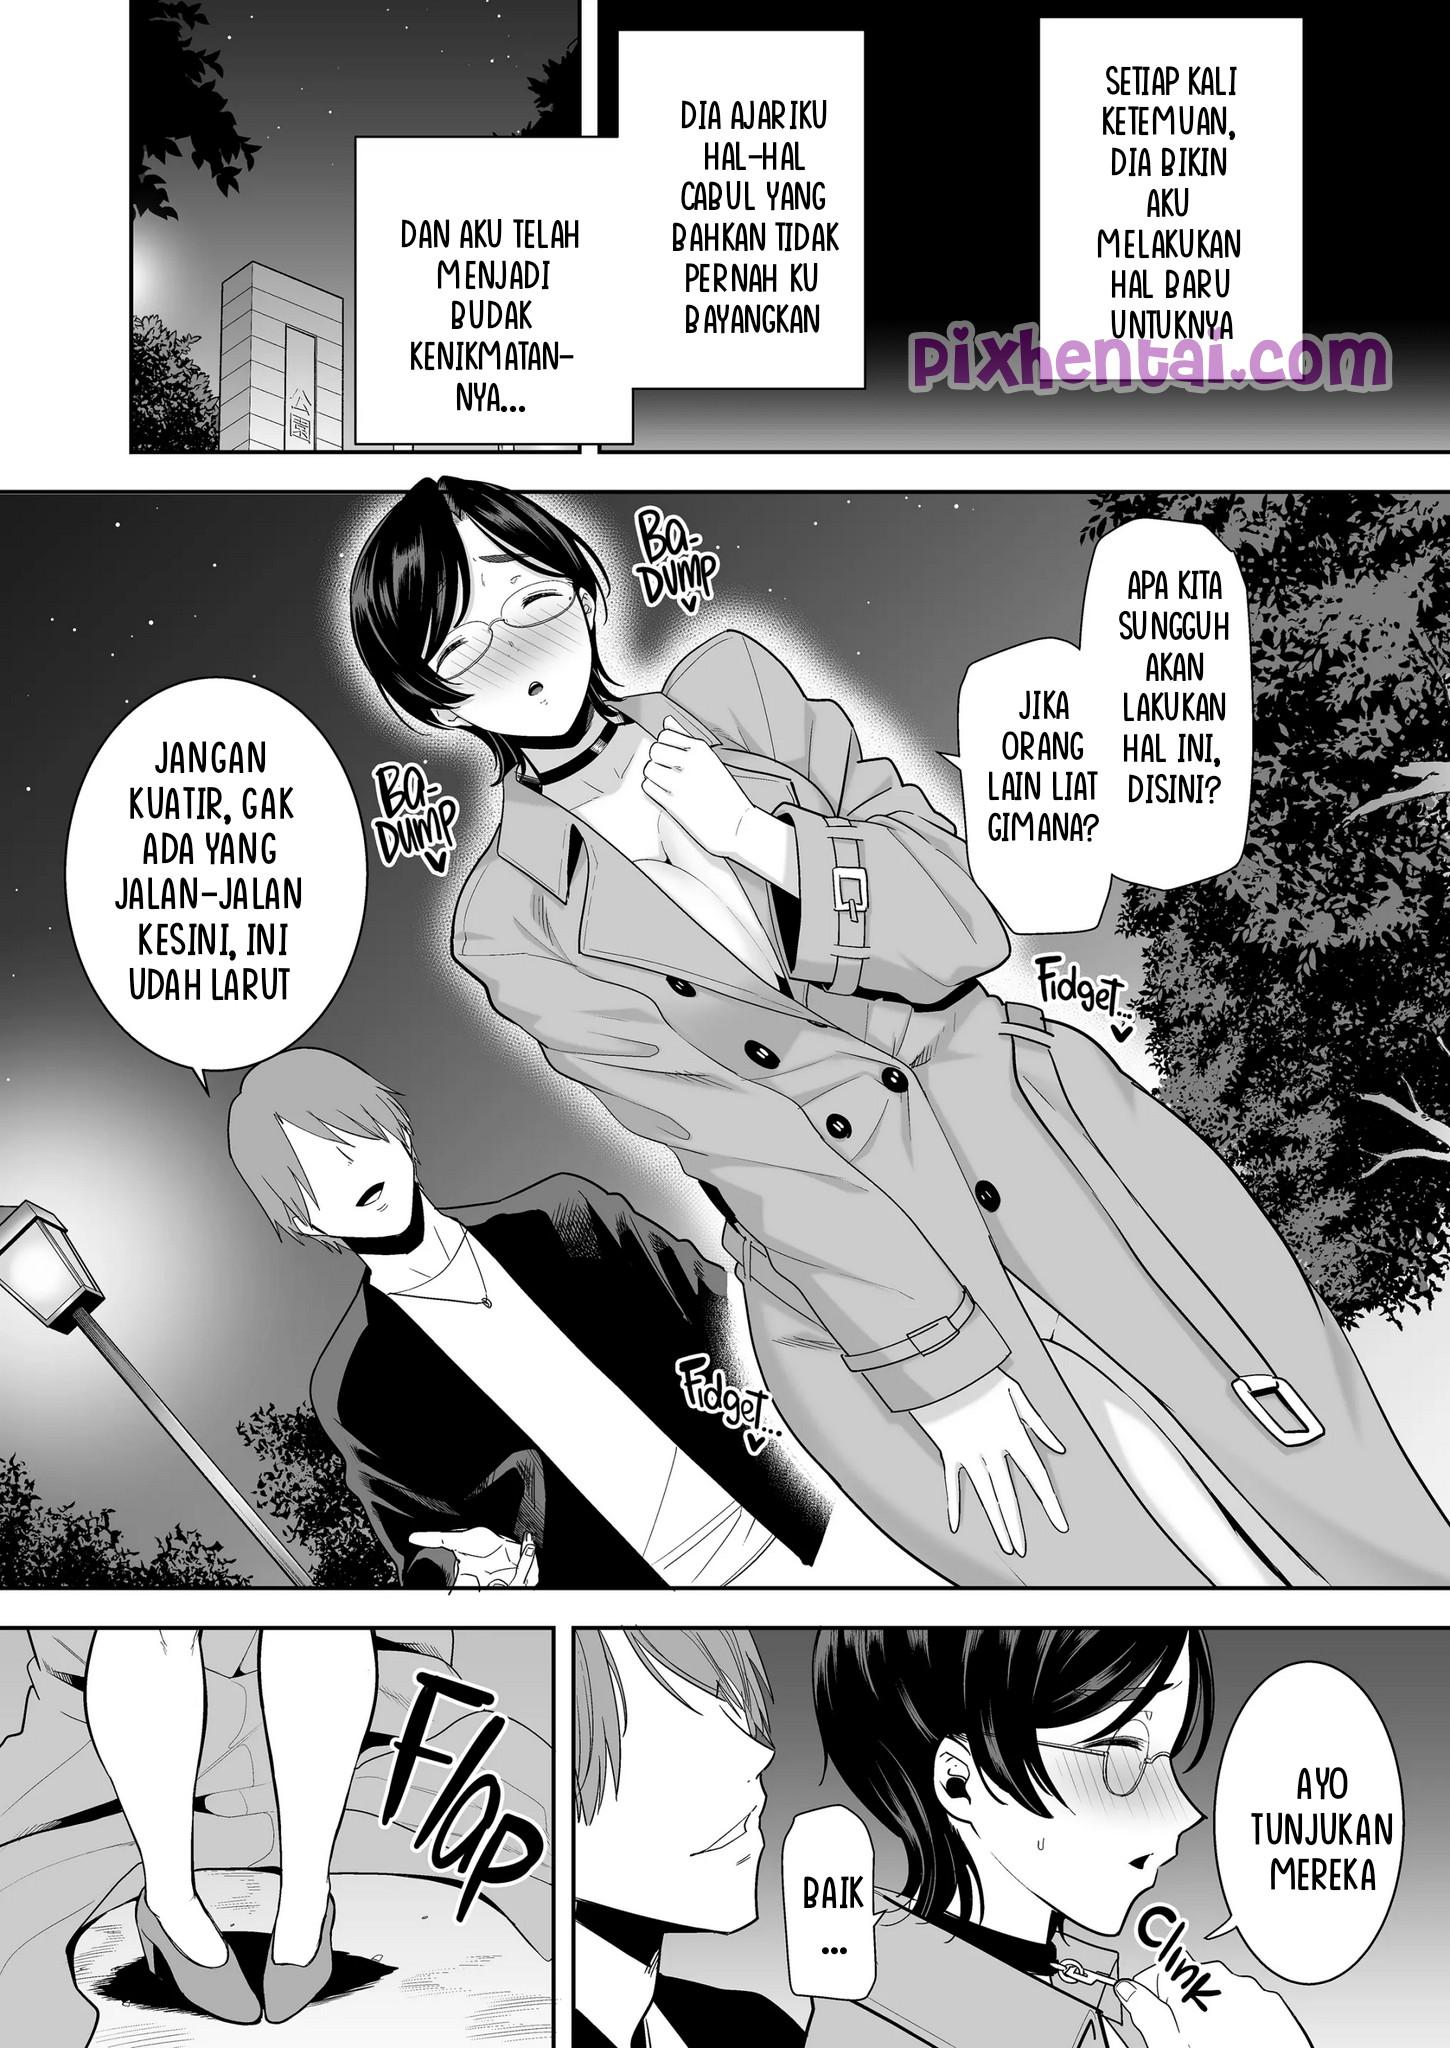 SETIAP KALI
KETEMUAN,
DIA BIKIN
AKU
MELAKUKAN
HAL BARU
UNTUKNYA
pixhentai.com
DIA AJARIKU
HAL-HAL
CABUL YANG
BAHKAN TIDAK
PERNAH KU
BAYANGKAN
DAN AKU TELAH
MENJADI
BUDAK
KENIKMATAN-
NYA...
公園
BA-
DUMP
APA KITA
SUNGGUH
AKAN
LAKUKAN
HAL INI,
DISINI?
JIKA
ORANG
LAIN LIAT
GIMANA?
BA-
DUMP
JANGAN
KUATIR, GAK
ADA YANG
JALAN-JALAN
KESINI, INI
UDAH LARUT
FIDGET...
FIDGET...
AYO
TUNJUKAN
MEREKA
BAIK
...
CLINK
FLAP